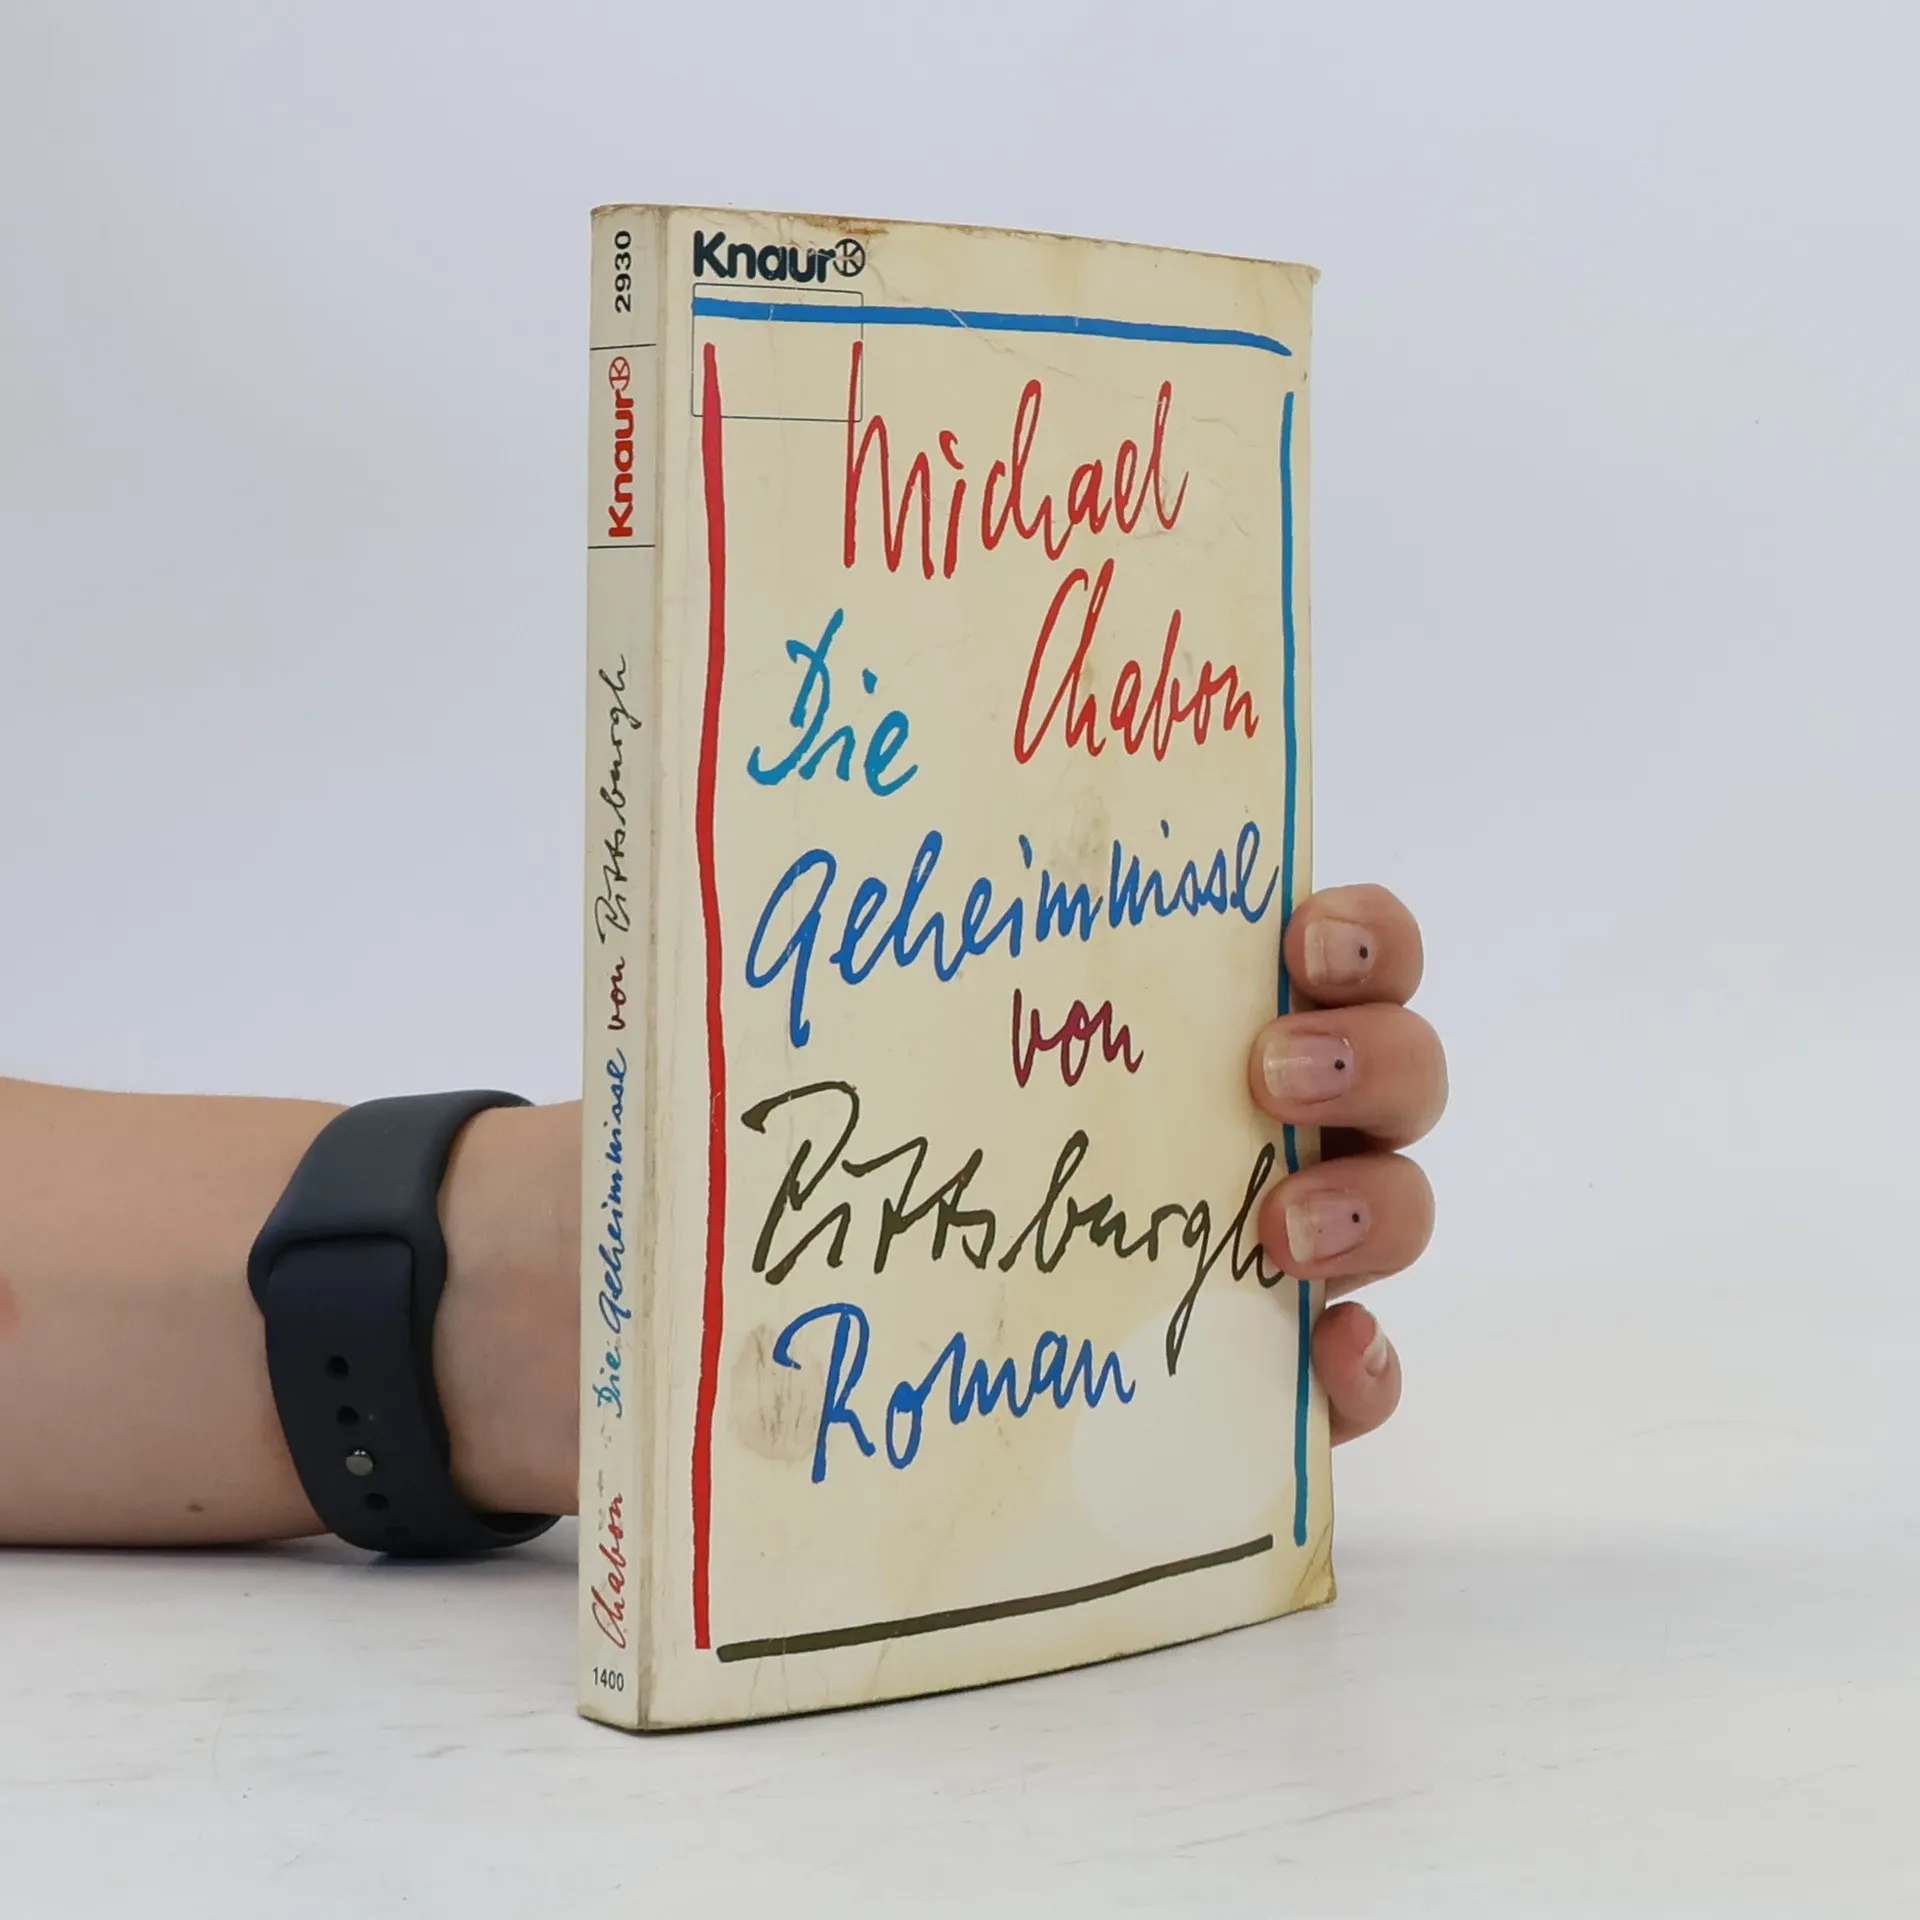 Knaur
Michael
Chabon
Die
Geheimnisse
von
Pittsburgh
Roman
2930
Knaur
Chabon Die Geheimnisse von Pittsburgh
1400